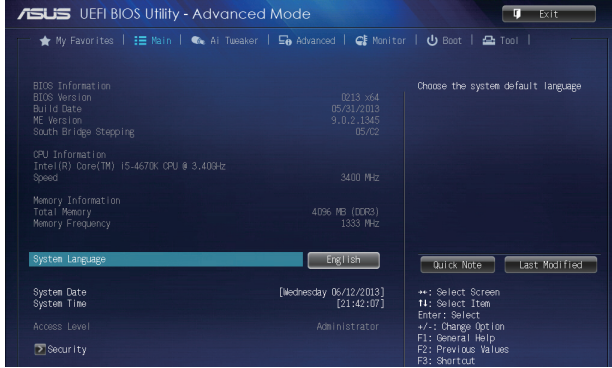 ASUS UEFI BIOS Utility - Advanced Mode
Exit
My Favorites | Main | Ai Tweaker | Advanced | Monitor | Boot | Tool |
BIOS Information
BIOS Version 0213 x64
Build Date 05/31/2013
ME Version 9.0.2.1345
South Bridge Stepping 05/C2
CPU Information
Intel(R) Core(TM) i5-4670K CPU @ 3.40GHz
Speed 3400 MHz
Memory Information
Total Memory 4096 MB (DDR3)
Memory Frequency 1333 MHz
System Language English
System Date [Wednesday 06/12/2013]
System Time [21:42:07]
Access Level Administrator
Security
Choose the system default language
Quick Note Last Modified
→←: Select Screen
↑↓: Select Item
Enter: Select
+/-: Change Option
F1: General Help
F2: Previous Values
F3: Shortcut